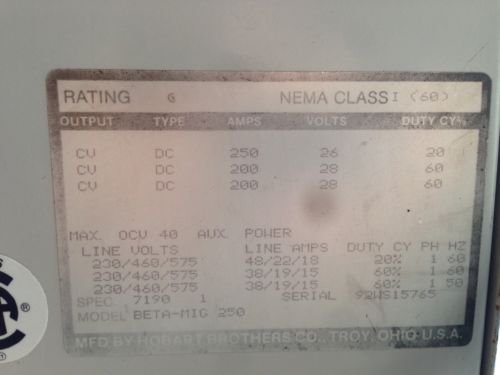 RATING G NEMA CLASS I (60)
OUTPUT TYPE AMPS VOLTS DUTY CY%
CV DC 250 26 20
CV DC 200 28 60
CV DC 200 28 60
MAX. OCV 40 AUX. POWER
LINE VOLTS LINE AMPS DUTY CY PH HZ
230/460/575 48/22/18 20% 1 60
230/460/575 38/19/15 60% 1 60
230/460/575 38/19/15 60% 1 50
SPEC. 7190 1 SERIAL 92WS15765
MODEL BETA-MIG 250
MFD BY HOBART BROTHERS CO., TROY, OHIO U.S.A.